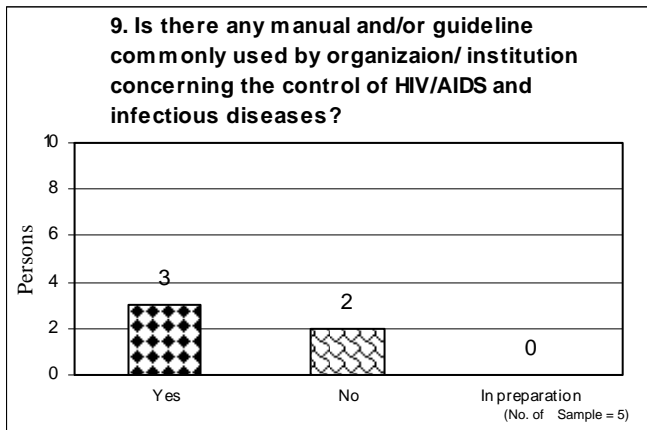 9. Is there any manual and/or guideline
commonly used by organizaion/ institution
concerning the control of HIV/AIDS and
infectious diseases?
10
8
6
4
2
0
Persons
3
2
0
Yes No In preparation
(No. of Sample = 5)